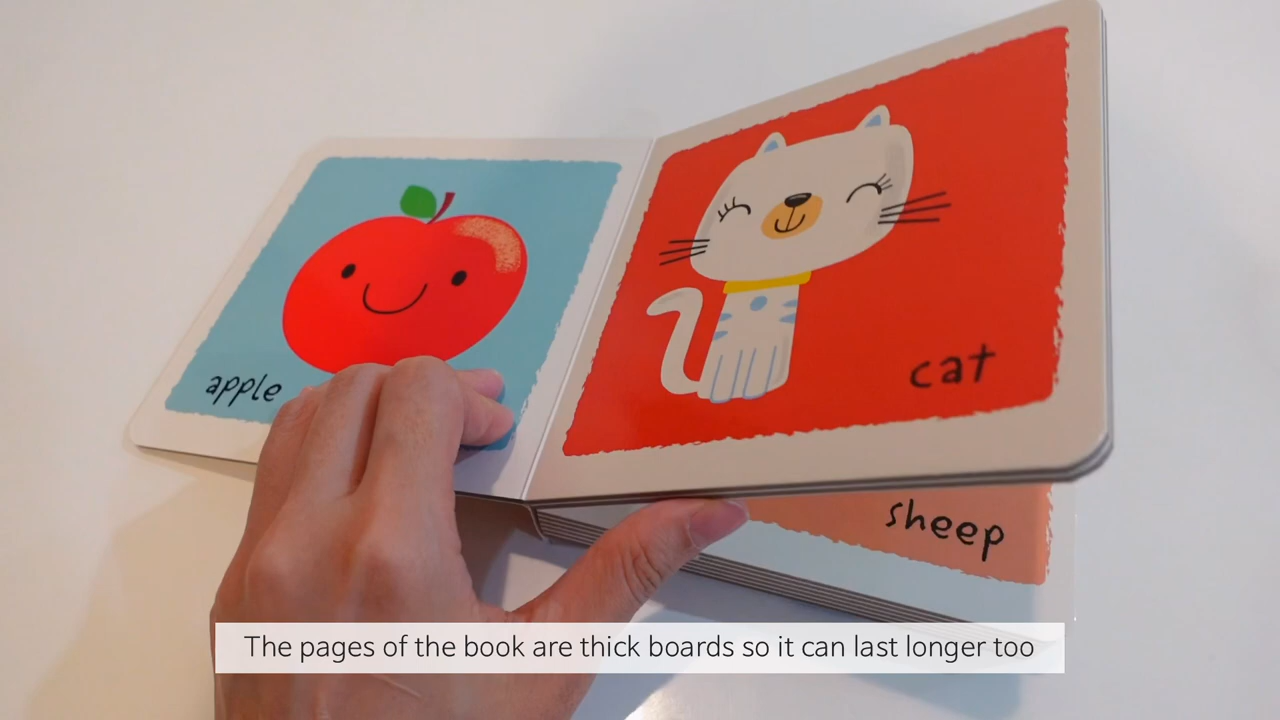 apple
cat
sheep
The pages of the book are thick boards so it can last longer too